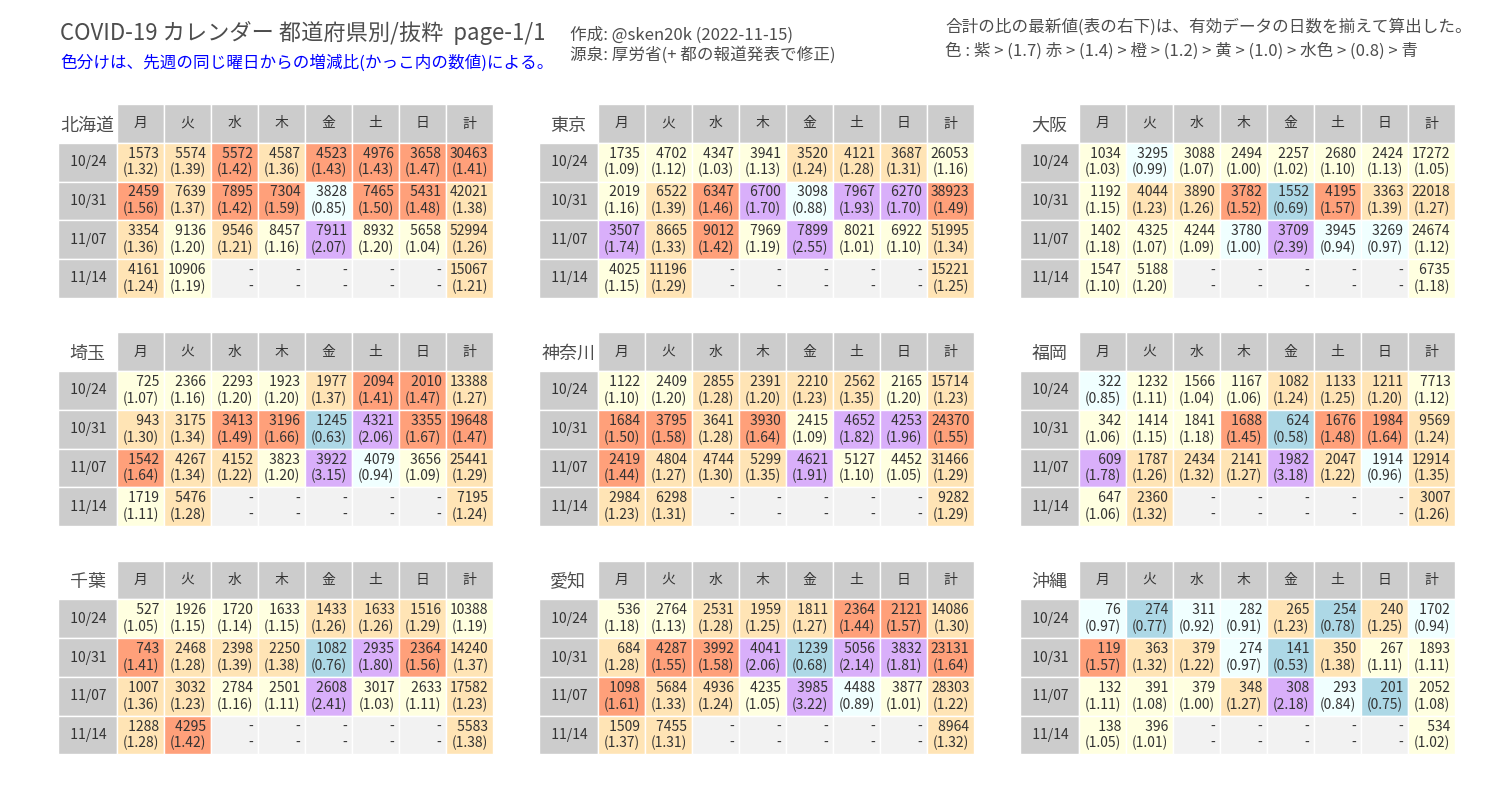 COVID-19 カレンダー 都道府県別/抜粋 page-1/1
色分けは、先週の同じ曜日からの増減比(かっこ内の数値)による。
作成: @sken20k (2022-11-15)
源泉: 厚労省(+ 都の報道発表で修正)
合計の比の最新値(表の右下)は、有効データの日数を揃えて算出した。
色 : 紫 > (1.7) 赤 > (1.4) > 橙 > (1.2) > 黄 > (1.0) > 水色 > (0.8) > 青
北海道 月 火 水 木 金 土 日 計
10/24 1573 5574 5572 4587 4523 4976 3658 30463
(1.32) (1.39) (1.42) (1.36) (1.43) (1.43) (1.47) (1.41)
10/31 2459 7639 7895 7304 3828 7465 5431 42021
(1.56) (1.37) (1.42) (1.59) (0.85) (1.50) (1.48) (1.38)
11/07 3354 9136 9546 8457 7911 8932 5658 52994
(1.36) (1.20) (1.21) (1.16) (2.07) (1.20) (1.04) (1.26)
11/14 4161 10906 - - - - - 15067
(1.24) (1.19) - - - - - (1.21)
東京 月 火 水 木 金 土 日 計
10/24 1735 4702 4347 3941 3520 4121 3687 26053
(1.09) (1.12) (1.03) (1.13) (1.24) (1.28) (1.31) (1.16)
10/31 2019 6522 6347 6700 3098 7967 6270 38923
(1.16) (1.39) (1.46) (1.70) (0.88) (1.93) (1.70) (1.49)
11/07 3507 8665 9012 7969 7899 8021 6922 51995
(1.74) (1.33) (1.42) (1.19) (2.55) (1.01) (1.10) (1.34)
11/14 4025 11196 - - - - - 15221
(1.15) (1.29) - - - - - (1.25)
大阪 月 火 水 木 金 土 日 計
10/24 1034 3295 3088 2494 2257 2680 2424 17272
(1.03) (0.99) (1.07) (1.00) (1.02) (1.10) (1.13) (1.05)
10/31 1192 4044 3890 3782 1552 4195 3363 22018
(1.15) (1.23) (1.26) (1.52) (0.69) (1.57) (1.39) (1.27)
11/07 1402 4325 4244 3780 3709 3945 3269 24674
(1.18) (1.07) (1.09) (1.00) (2.39) (0.94) (0.97) (1.12)
11/14 1547 5188 - - - - - 6735
(1.10) (1.20) - - - - - (1.18)
埼玉 月 火 水 木 金 土 日 計
10/24 725 2366 2293 1923 1977 2094 2010 13388
(1.07) (1.16) (1.20) (1.20) (1.37) (1.41) (1.47) (1.27)
10/31 943 3175 3413 3196 1245 4321 3355 19648
(1.30) (1.34) (1.49) (1.66) (0.63) (2.06) (1.67) (1.47)
11/07 1542 4267 4152 3823 3922 4079 3656 25441
(1.64) (1.34) (1.22) (1.20) (3.15) (0.94) (1.09) (1.29)
11/14 1719 5476 - - - - - 7195
(1.11) (1.28) - - - - - (1.24)
神奈川 月 火 水 木 金 土 日 計
10/24 1122 2409 2855 2391 2210 2562 2165 15714
(1.10) (1.20) (1.28) (1.20) (1.23) (1.35) (1.20) (1.23)
10/31 1684 3795 3641 3930 2415 4652 4253 24370
(1.50) (1.58) (1.28) (1.64) (1.09) (1.82) (1.96) (1.55)
11/07 2419 4804 4744 5299 4621 5127 4452 31466
(1.44) (1.27) (1.30) (1.35) (1.91) (1.10) (1.05) (1.29)
11/14 2984 6298 - - - - - 9282
(1.23) (1.31) - - - - - (1.29)
福岡 月 火 水 木 金 土 日 計
10/24 322 1232 1566 1167 1082 1133 1211 7713
(0.85) (1.11) (1.04) (1.06) (1.24) (1.25) (1.20) (1.12)
10/31 342 1414 1841 1688 624 1676 1984 9569
(1.06) (1.15) (1.18) (1.45) (0.58) (1.48) (1.64) (1.24)
11/07 609 1787 2434 2141 1982 2047 1914 12914
(1.78) (1.26) (1.32) (1.27) (3.18) (1.22) (0.96) (1.35)
11/14 647 2360 - - - - - 3007
(1.06) (1.32) - - - - - (1.26)
千葉 月 火 水 木 金 土 日 計
10/24 527 1926 1720 1633 1433 1633 1516 10388
(1.05) (1.15) (1.14) (1.15) (1.26) (1.26) (1.29) (1.19)
10/31 743 2468 2398 2250 1082 2935 2364 14240
(1.41) (1.28) (1.39) (1.38) (0.76) (1.80) (1.56) (1.37)
11/07 1007 3032 2784 2501 2608 3017 2633 17582
(1.36) (1.23) (1.16) (1.11) (2.41) (1.03) (1.11) (1.23)
11/14 1288 4295 - - - - - 5583
(1.28) (1.42) - - - - - (1.38)
愛知 月 火 水 木 金 土 日 計
10/24 536 2764 2531 1959 1811 2364 2121 14086
(1.18) (1.13) (1.28) (1.25) (1.27) (1.44) (1.57) (1.30)
10/31 684 4287 3992 4041 1239 5056 3832 23131
(1.28) (1.55) (1.58) (2.06) (0.68) (2.14) (1.81) (1.64)
11/07 1098 5684 4936 4235 3985 4488 3877 28303
(1.61) (1.33) (1.24) (1.05) (3.22) (0.89) (1.01) (1.22)
11/14 1509 7455 - - - - - 8964
(1.37) (1.31) - - - - - (1.32)
沖縄 月 火 水 木 金 土 日 計
10/24 76 274 311 282 265 254 240 1702
(0.97) (0.77) (0.92) (0.91) (1.23) (0.78) (1.25) (0.94)
10/31 119 363 379 274 141 350 267 1893
(1.57) (1.32) (1.22) (0.97) (0.53) (1.38) (1.11) (1.11)
11/07 132 391 379 348 308 293 201 2052
(1.11) (1.08) (1.00) (1.27) (2.18) (0.84) (0.75) (1.08)
11/14 138 396 - - - - - 534
(1.05) (1.01) - - - - - (1.02)